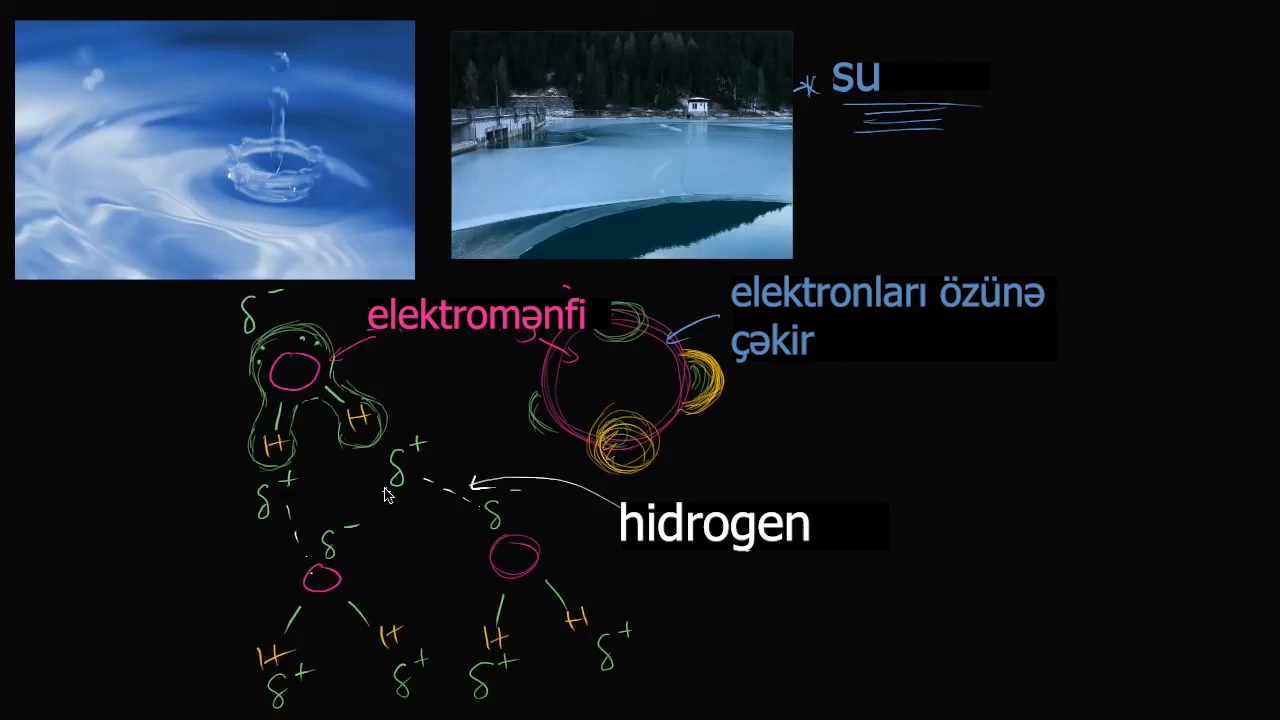 su
elektromənfi
elektronları özünə
çəkir
δ⁻
H
H
δ⁺
δ⁺
δ⁻
δ⁻
hidrogen
H
H
H
H
δ⁺
δ⁺
δ⁺
δ⁺